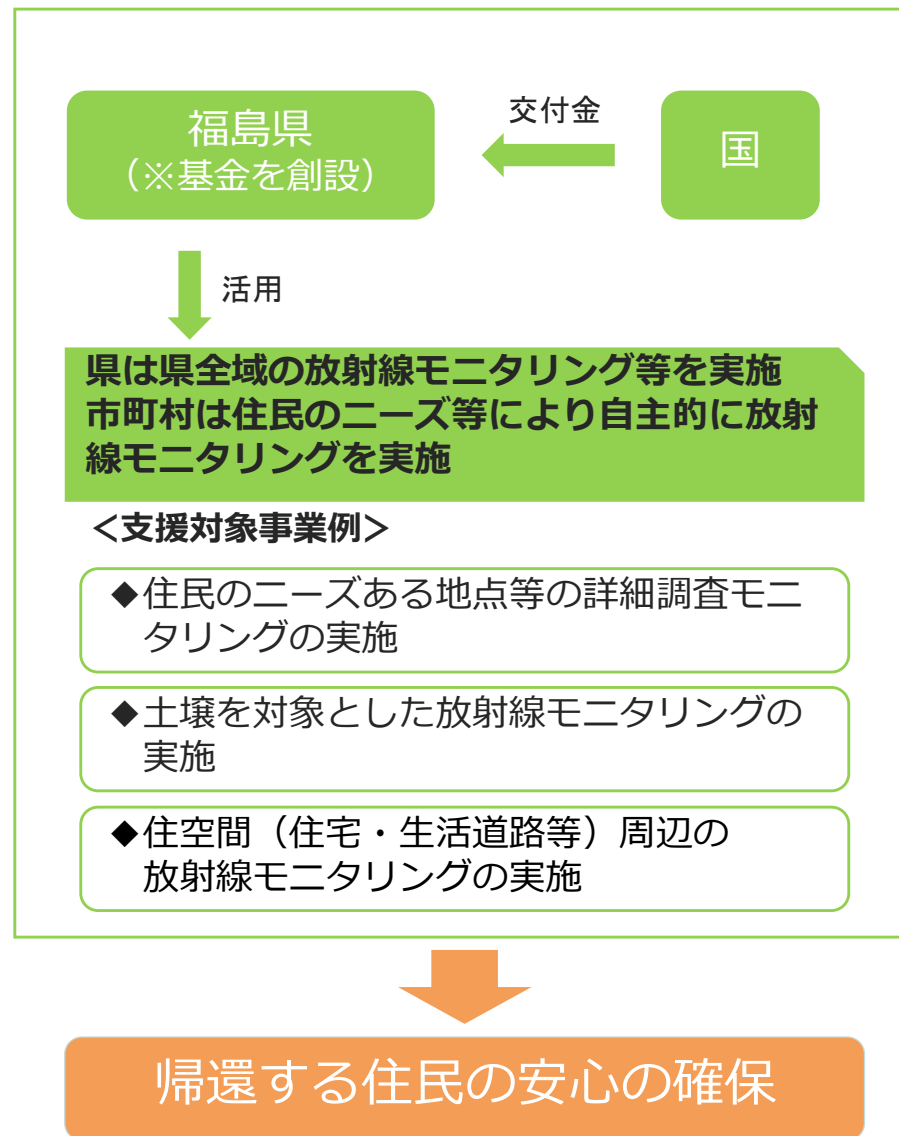 福島県
（※基金を創設）
交付金
国
活用
県は県全域の放射線モニタリング等を実施
市町村は住民のニーズ等により自主的に放射
線モニタリングを実施
＜支援対象事業例＞
◆住民のニーズある地点等の詳細調査モニ
タリングの実施
◆土壌を対象とした放射線モニタリングの
実施
◆住空間（住宅・生活道路等）周辺の
放射線モニタリングの実施
帰還する住民の安心の確保